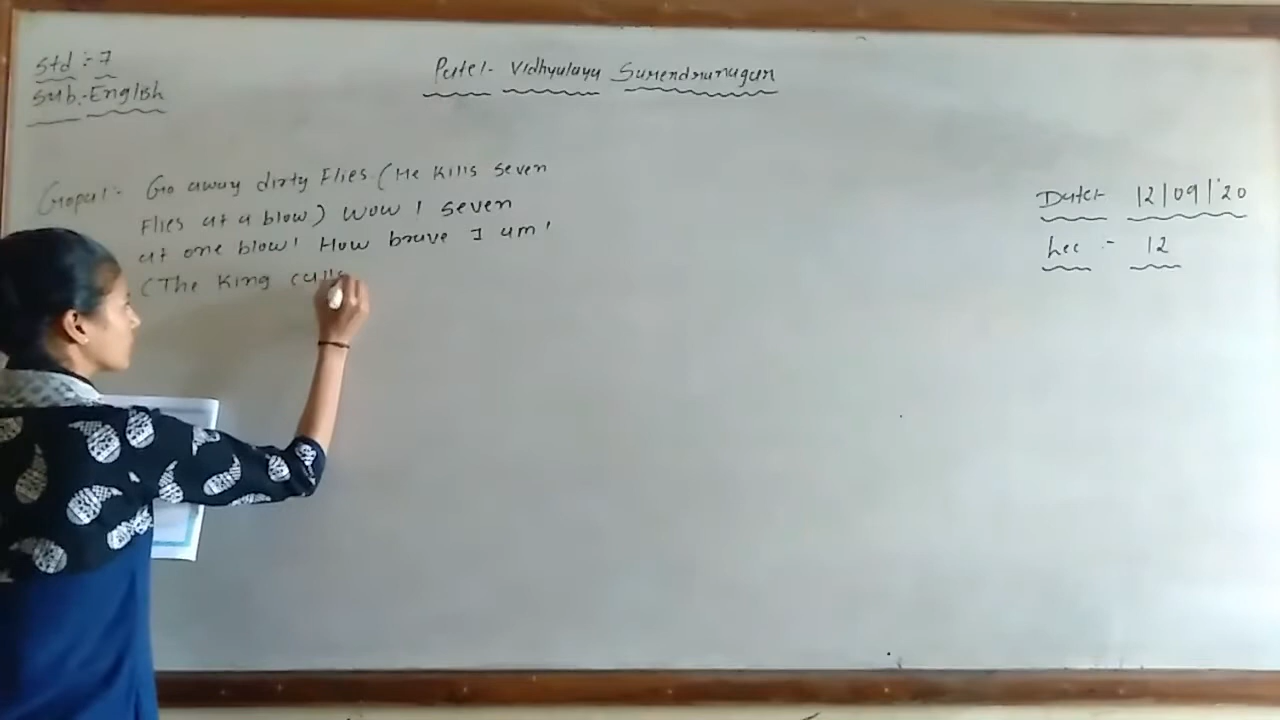 Std :- 7
Sub:- English
Patel- Vidhyalaya Surendranagar
Date:- 12/09/'20
Lec :- 12
Gopal:- Go away dirty Flies (He kills seven
Flies at a blow) Wow ! seven
at one blow! How brave I am!
(The King calls